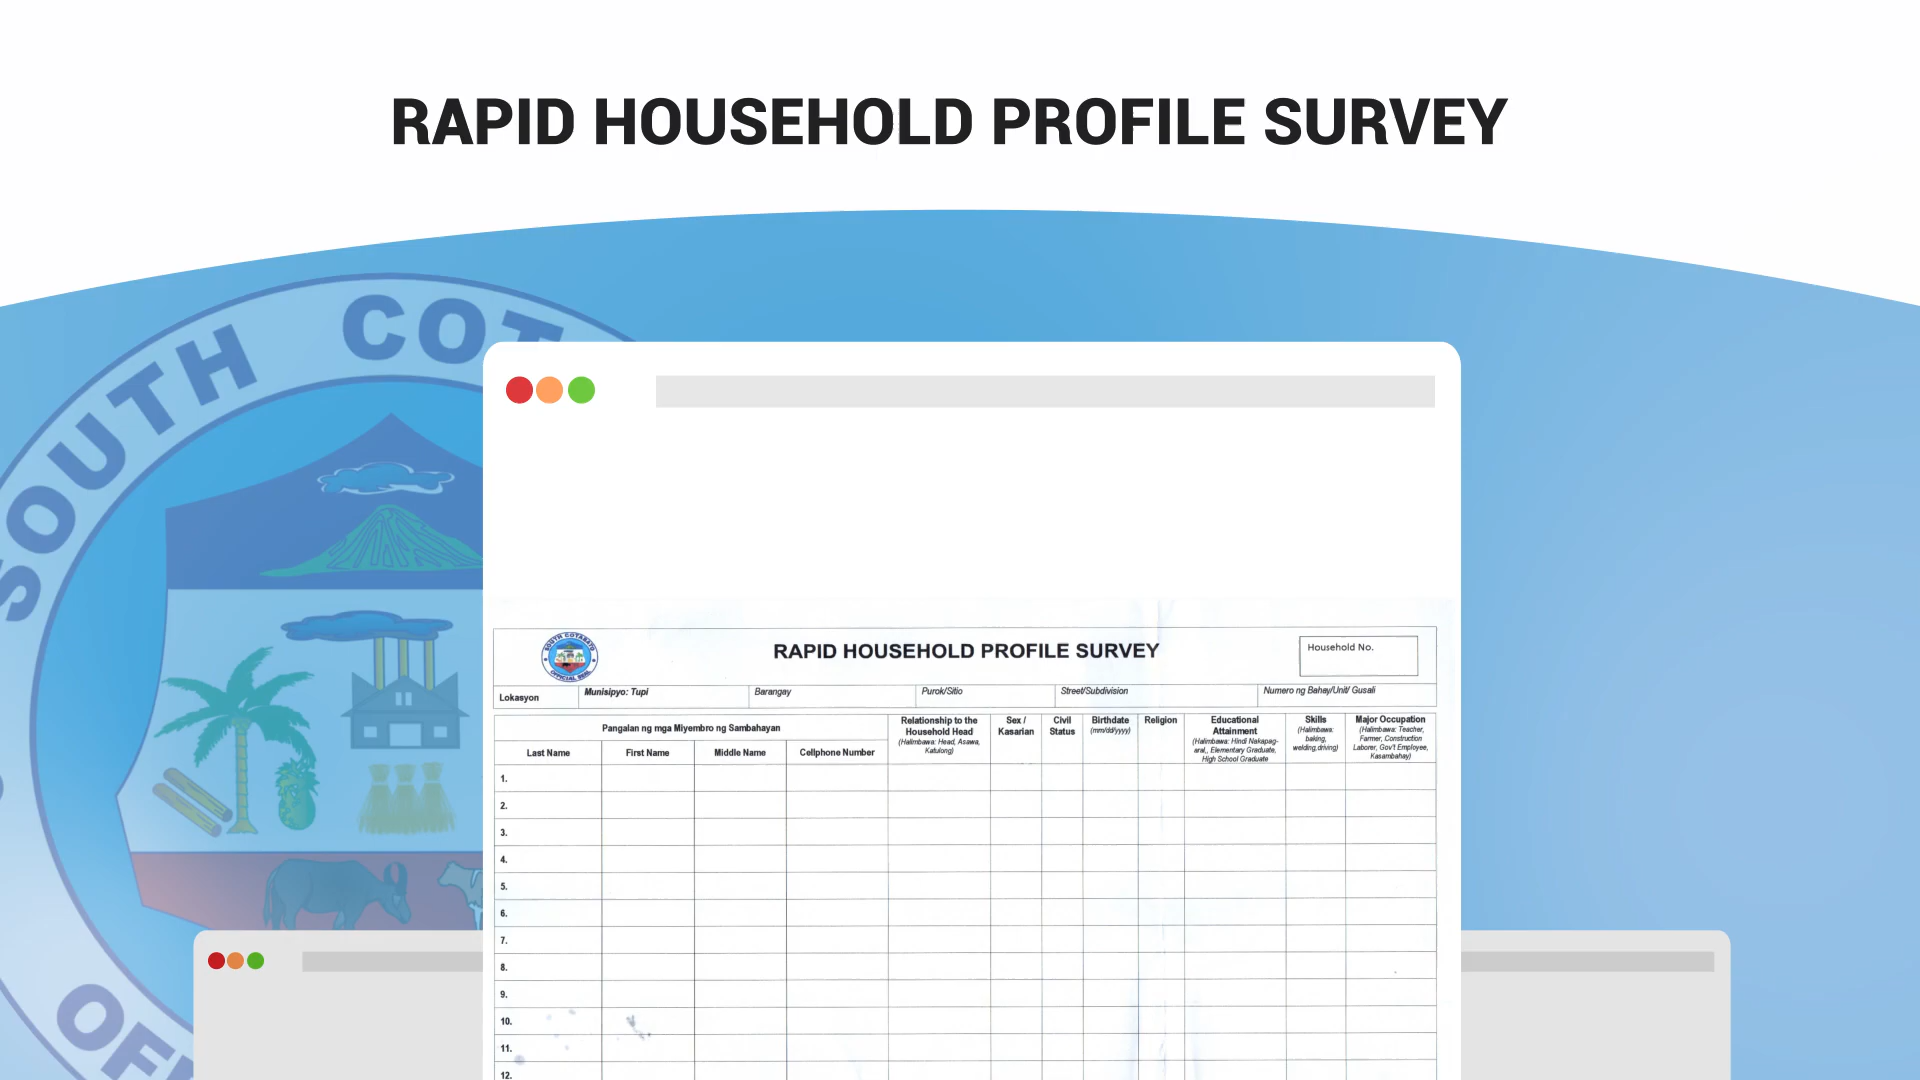 RAPID HOUSEHOLD PROFILE SURVEY
SOUTH COT
OFFI
RAPID HOUSEHOLD PROFILE SURVEY
Household No.
SOUTH COTABATO
OFFICIAL SEAL
Lokasyon
Munisipyo: Tupi
Barangay
Purok/Sitio
Street/Subdivision
Numero ng Bahay/Unit/ Gusali
Pangalan ng mga Miyembro ng Sambahayan
Last Name
First Name
Middle Name
Cellphone Number
Relationship to the
Household Head
(Halimbawa: Head, Asawa,
Katulong)
Sex /
Kasarian
Civil
Status
Birthdate
(mm/dd/yyyy)
Religion
Educational
Attainment
(Halimbawa: Hindi Nakapag-
aral,, Elementary Graduate,
High School Graduate
Skills
(Halimbawa:
baking,
welding,driving)
Major Occupation
(Halimbawa: Teacher,
Farmer, Construction
Laborer, Gov't Employee,
Kasambahay)
1.
2.
3.
4.
5.
6.
7.
8.
9.
10.
11.
12.